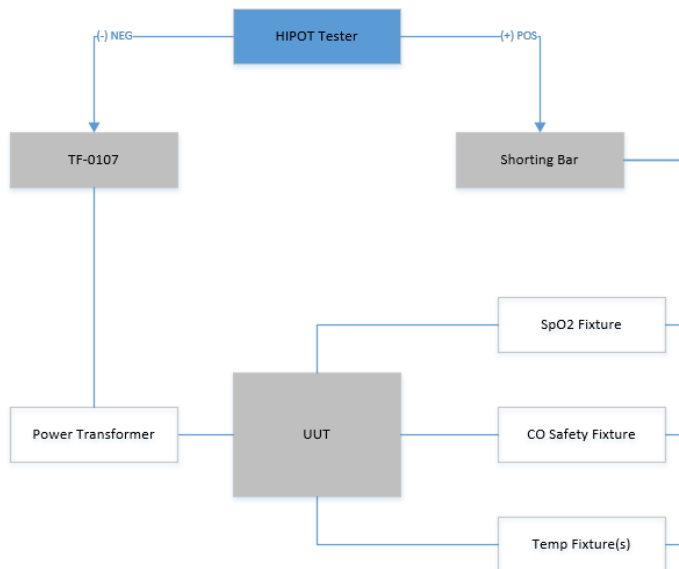 (-) NEG
HIPOT Tester
(+) POS
TF-0107
Shorting Bar
SpO2 Fixture
Power Transformer
UUT
CO Safety Fixture
Temp Fixture(s)